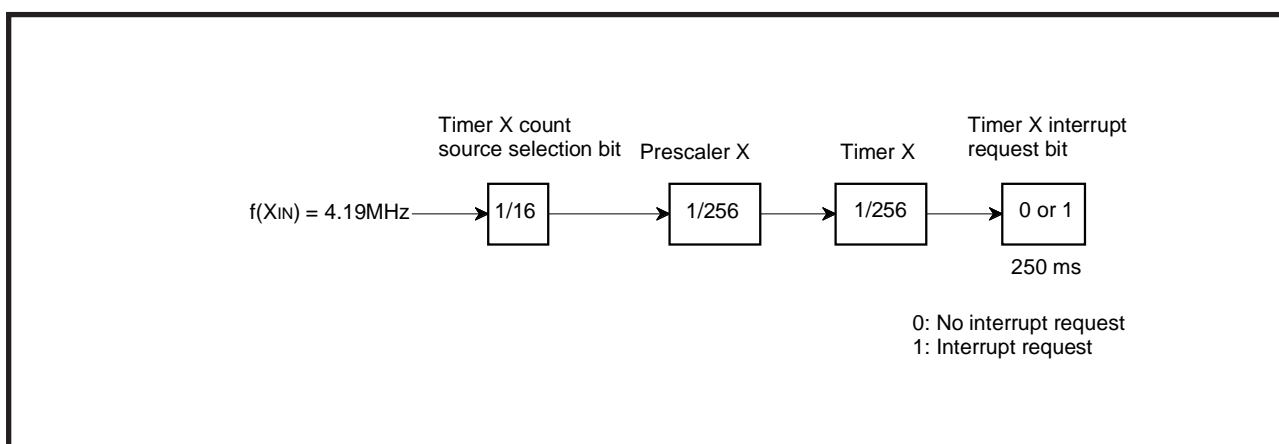 Timer X count
source selection bit
Prescaler X
Timer X
Timer X interrupt
request bit
f(XIN) = 4.19MHz
1/16
1/256
1/256
0 or 1
250 ms
0: No interrupt request
1: Interrupt request